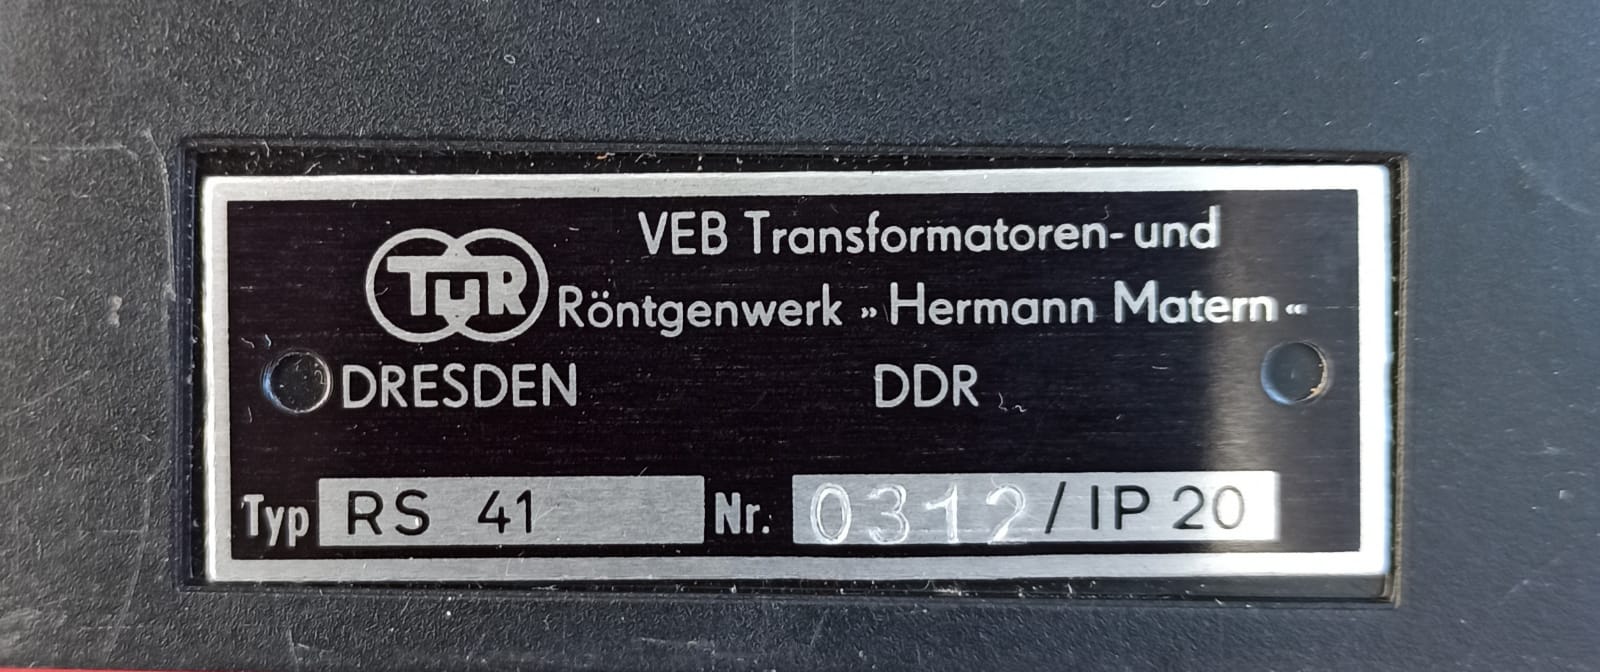 VEB Transformatoren- und
TuR Röntgenwerk »Hermann Matern«
DRESDEN DDR
Typ RS 41 Nr. 0312 / IP 20